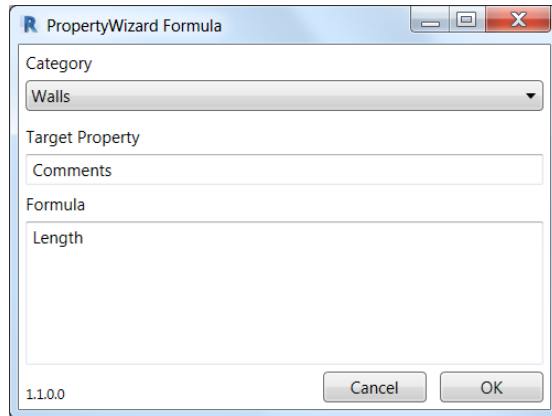 R PropertyWizard Formula
Category
Walls
Target Property
Comments
Formula
Length
1.1.0.0
Cancel
OK